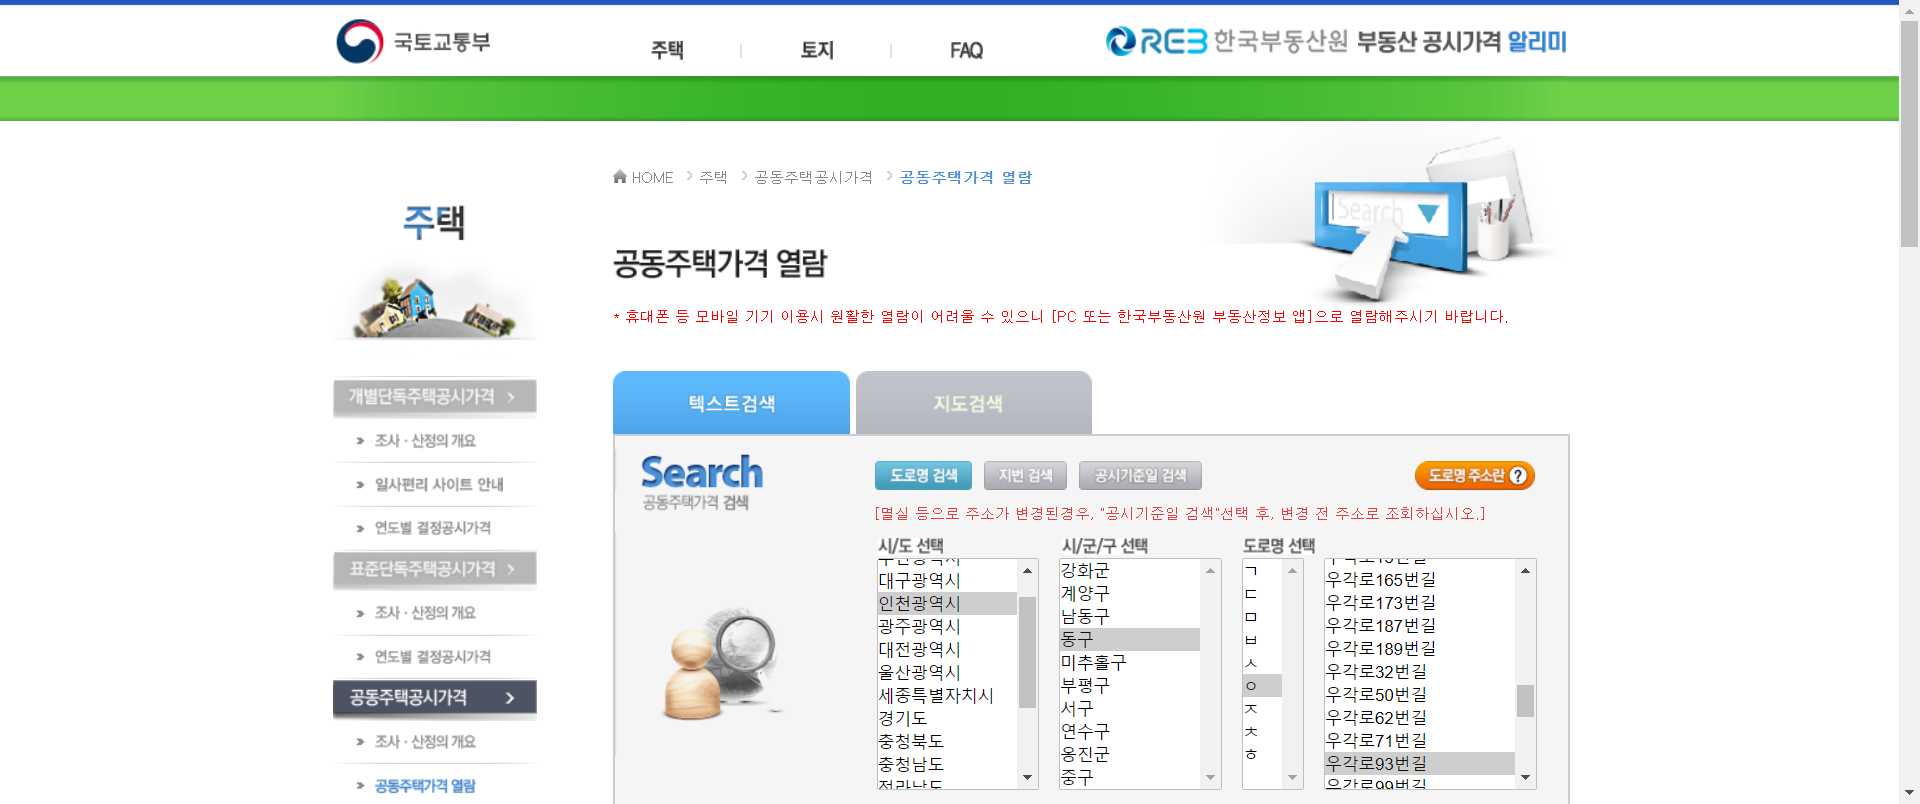 국토교통부
주택
토지
FAQ
REB 한국부동산원 부동산 공시가격 알리미
HOME 주택 공동주택공시가격 공동주택가격 열람
Search
주택
공동주택가격 열람
* 휴대폰 등 모바일 기기 이용시 원활한 열람이 어려울 수 있으니 [PC 또는 한국부동산원 부동산정보 앱]으로 열람해주시기 바랍니다.
개별단독주택공시가격
조사 · 산정의 개요
일사편리 사이트 안내
연도별 결정공시가격
표준단독주택공시가격
조사 · 산정의 개요
연도별 결정공시가격
공동주택공시가격
조사 · 산정의 개요
공동주택가격 열람
텍스트검색
지도검색
Search
공동주택가격 검색
도로명 검색
지번 검색
공시기준일 검색
도로명 주소란 ?
[멸실 등으로 주소가 변경된경우, "공시기준일 검색"선택 후, 변경 전 주소로 조회하십시오.]
시/도 선택
대구광역시
인천광역시
광주광역시
대전광역시
울산광역시
세종특별자치시
경기도
충청북도
충청남도
전라남도
시/군/구 선택
강화군
계양구
남동구
동구
미추홀구
부평구
서구
연수구
옹진군
중구
도로명 선택
ㄱ
ㄷ
ㅁ
ㅂ
ㅅ
ㅇ
ㅈ
ㅊ
ㅎ
우각로165번길
우각로173번길
우각로187번길
우각로189번길
우각로32번길
우각로50번길
우각로62번길
우각로71번길
우각로93번길
우각로99번길